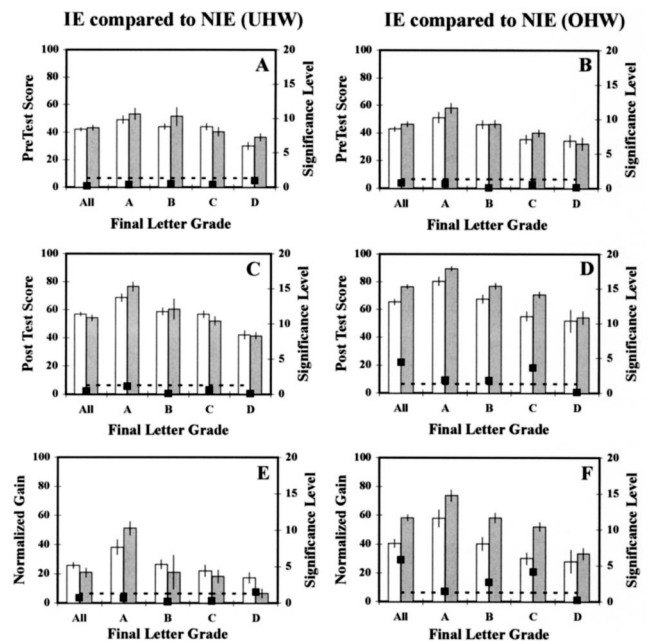 IE compared to NIE (UHW)
IE compared to NIE (OHW)
A
PreTest Score
100
80
60
40
20
0
20
15
10
5
0
Significance Level
All A B C D
Final Letter Grade
B
PreTest Score
100
80
60
40
20
0
20
15
10
5
0
Significance Level
All A B C D
Final Letter Grade
C
Post Test Score
100
80
60
40
20
0
20
15
10
5
0
Significance Level
All A B C D
Final Letter Grade
D
Post Test Score
100
80
60
40
20
0
20
15
10
5
0
Significance Level
All A B C D
Final Letter Grade
E
Normalized Gain
100
80
60
40
20
0
20
15
10
5
0
Significance Level
All A B C D
Final Letter Grade
F
Normalized Gain
100
80
60
40
20
0
20
15
10
5
0
Significance Level
All A B C D
Final Letter Grade